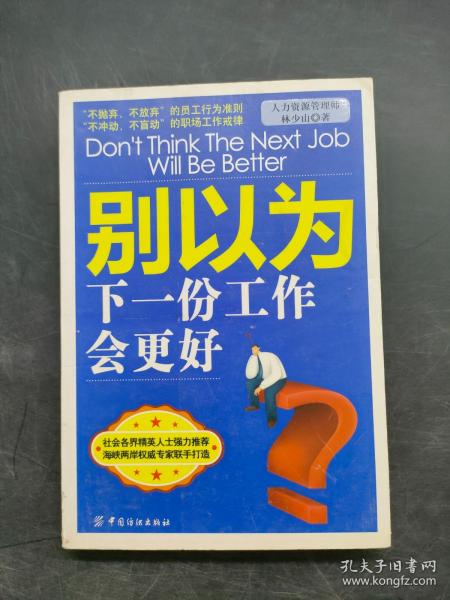 “不抛弃、不放弃”的员工行为准则
“不冲动、不盲动”的职场工作戒律
人力资源管理师
林少山◎著
Don't Think The Next Job
Will Be Better
别以为
下一份工作
会更好
社会各界精英人士强力推荐
海峡两岸权威专家联手打造
中国纺织出版社
孔夫子旧书网
www.kongfz.com